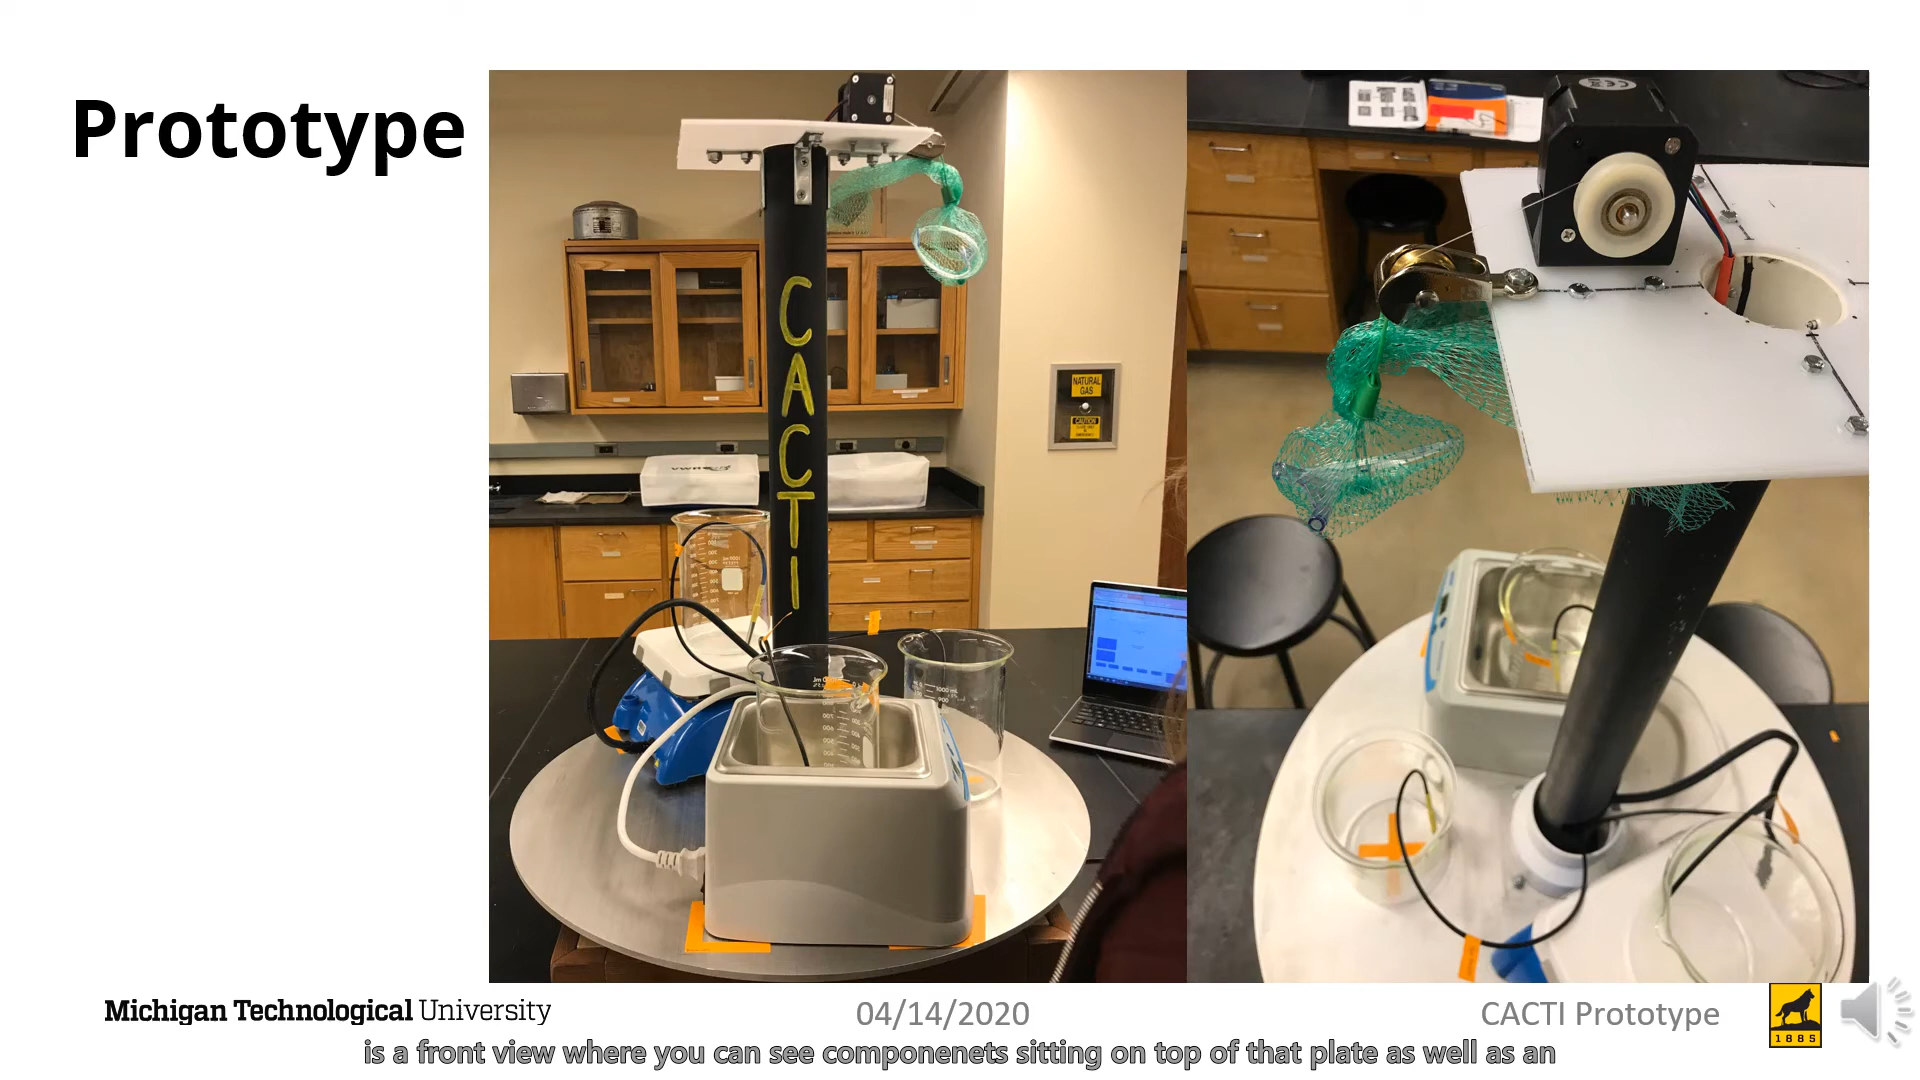 Prototype
CACTI
NATURAL
GAS
CAUTION
Michigan Technological University
04/14/2020
CACTI Prototype
1885
is a front view where you can see componenets sitting on top of that plate as well as an